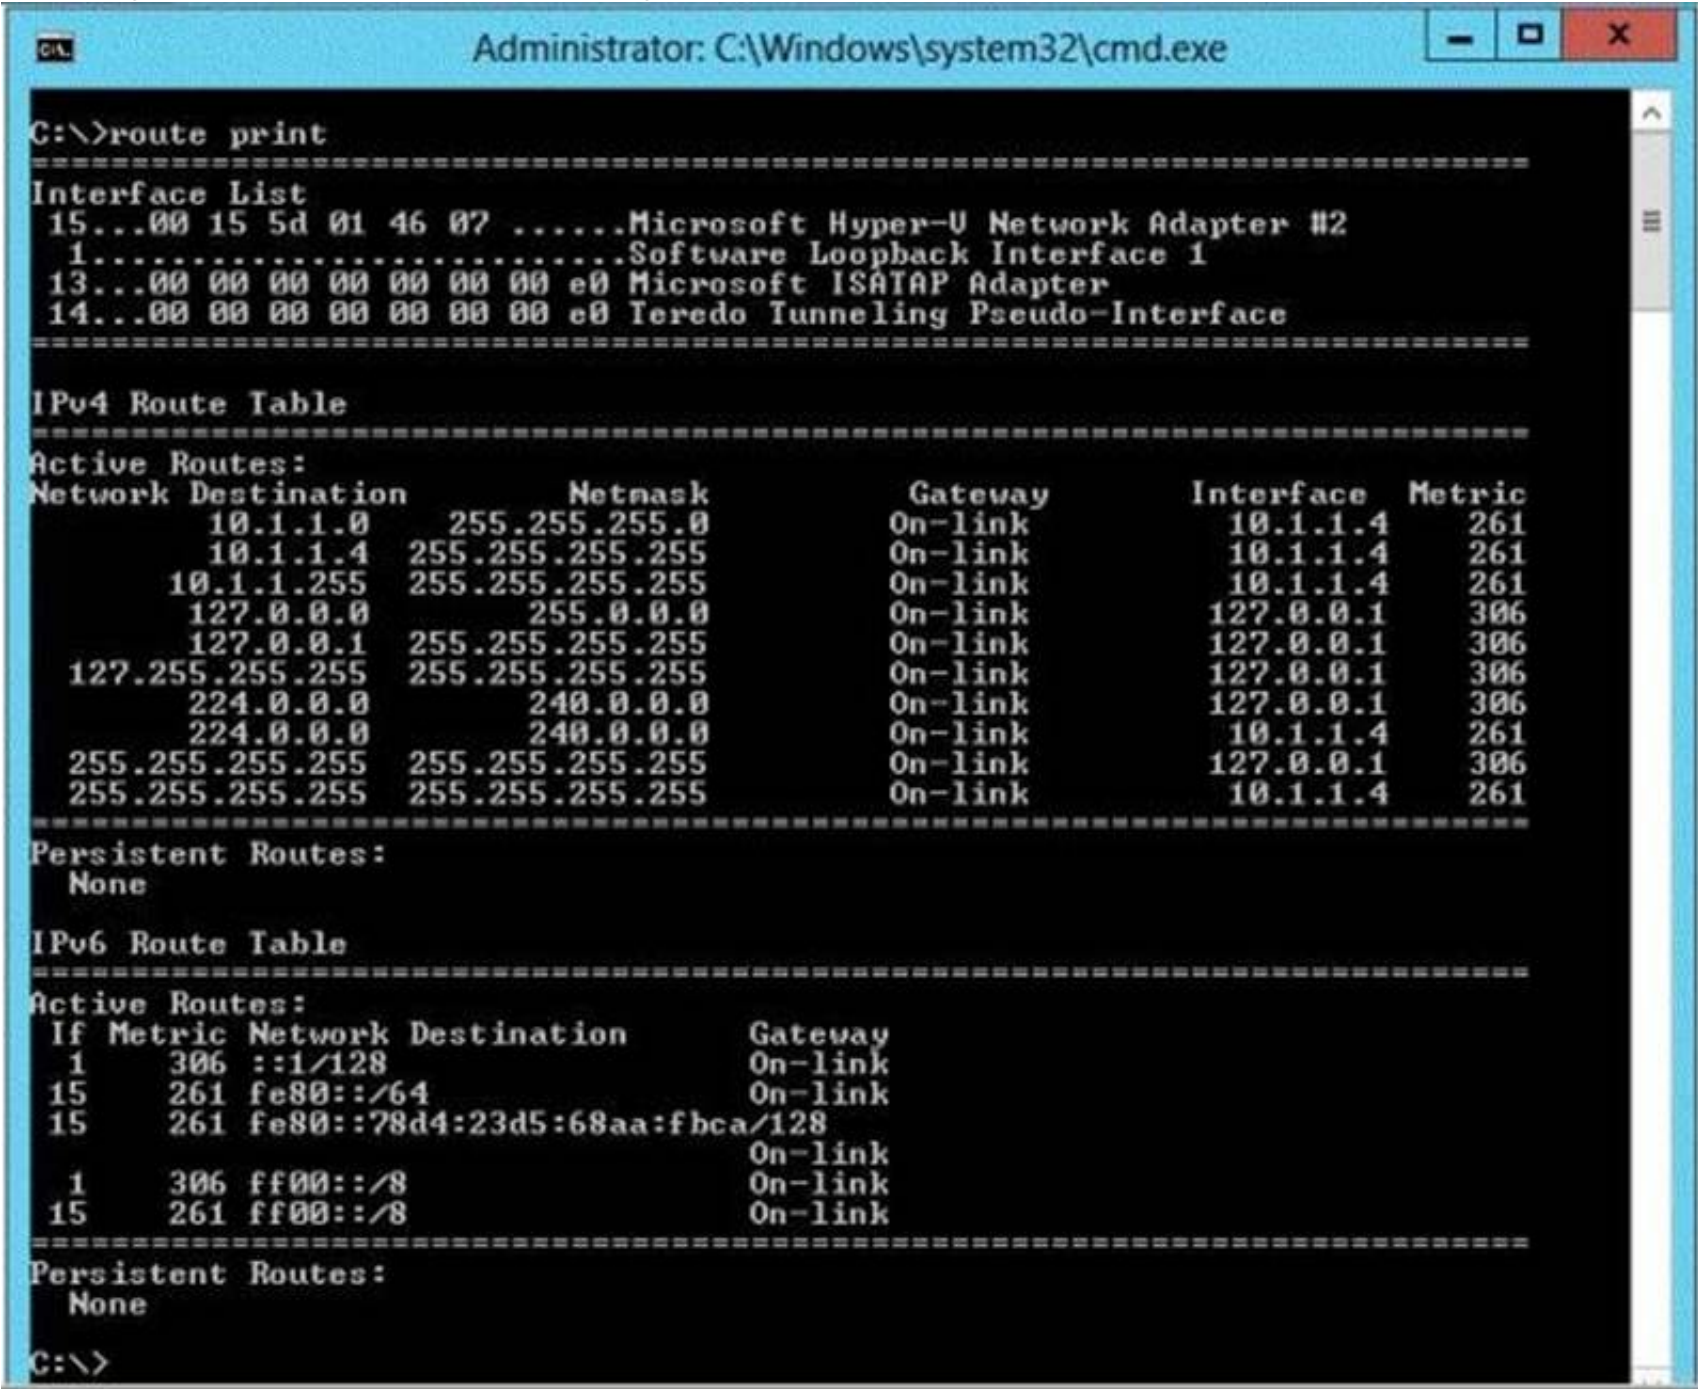 Administrator: C:\Windows\system32\cmd.exe
C:\>route print
===========================================================================
Interface List
 15...00 15 5d 01 46 07 ......Microsoft Hyper-V Network Adapter #2
  1...........................Software Loopback Interface 1
 13...00 00 00 00 00 00 00 e0 Microsoft ISATAP Adapter
 14...00 00 00 00 00 00 00 e0 Teredo Tunneling Pseudo-Interface
===========================================================================
IPv4 Route Table
===========================================================================
Active Routes:
Network Destination        Netmask          Gateway       Interface  Metric
         10.1.1.0    255.255.255.0         On-link          10.1.1.4    261
         10.1.1.4  255.255.255.255         On-link          10.1.1.4    261
       10.1.1.255  255.255.255.255         On-link          10.1.1.4    261
        127.0.0.0        255.0.0.0         On-link         127.0.0.1    306
        127.0.0.1  255.255.255.255         On-link         127.0.0.1    306
  127.255.255.255  255.255.255.255         On-link         127.0.0.1    306
        224.0.0.0        240.0.0.0         On-link         127.0.0.1    306
        224.0.0.0        240.0.0.0         On-link          10.1.1.4    261
  255.255.255.255  255.255.255.255         On-link         127.0.0.1    306
  255.255.255.255  255.255.255.255         On-link          10.1.1.4    261
===========================================================================
Persistent Routes:
  None
IPv6 Route Table
===========================================================================
Active Routes:
 If Metric Network Destination      Gateway
  1    306 ::1/128                  On-link
 15    261 fe80::/64                On-link
 15    261 fe80::78d4:23d5:68aa:fbca/128
                                    On-link
  1    306 ff00::/8                 On-link
 15    261 ff00::/8                 On-link
===========================================================================
Persistent Routes:
  None
C:\>